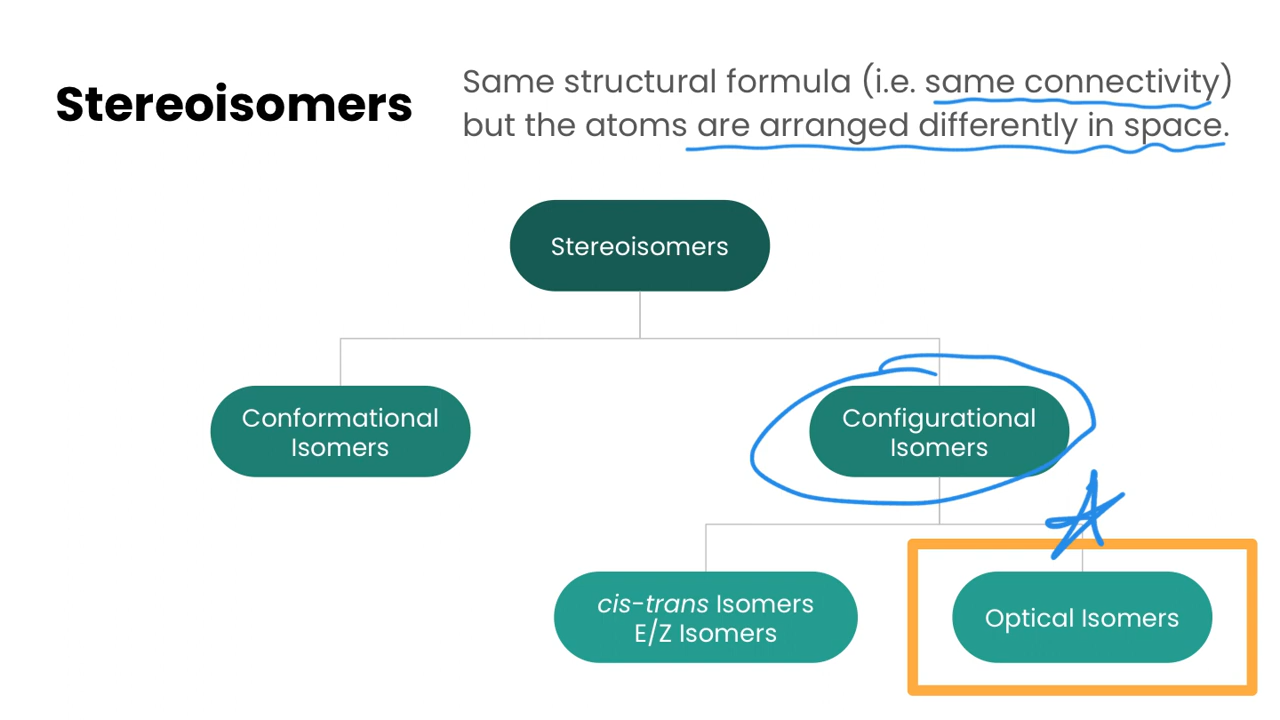 Stereoisomers
Same structural formula (i.e. same connectivity)
but the atoms are arranged differently in space.
Stereoisomers
Conformational
Isomers
Configurational
Isomers
cis-trans Isomers
E/Z Isomers
Optical Isomers